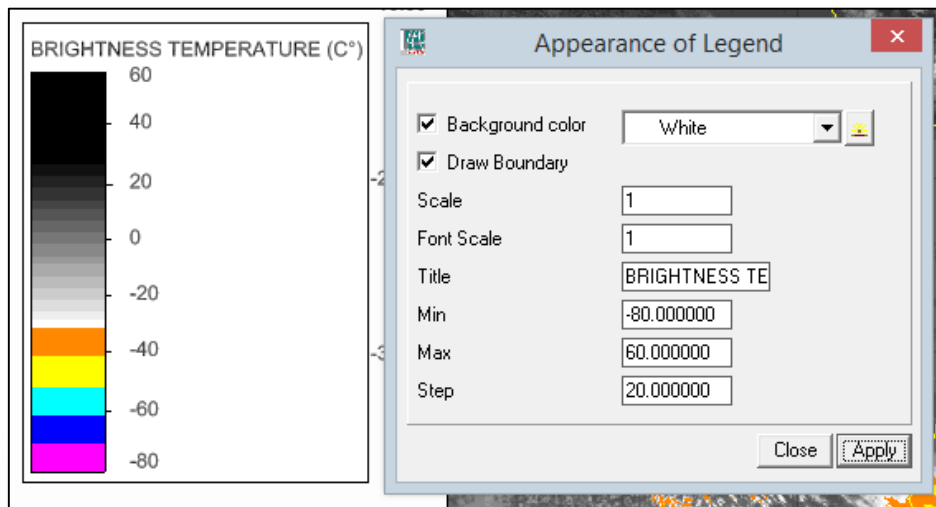 BRIGHTNESS TEMPERATURE (C°)
60
40
20
0
-20
-40
-60
-80
Appearance of Legend
Background color
White
Draw Boundary
Scale
1
Font Scale
1
Title
BRIGHTNESS TE
Min
-80.000000
Max
60.000000
Step
20.000000
Close
Apply